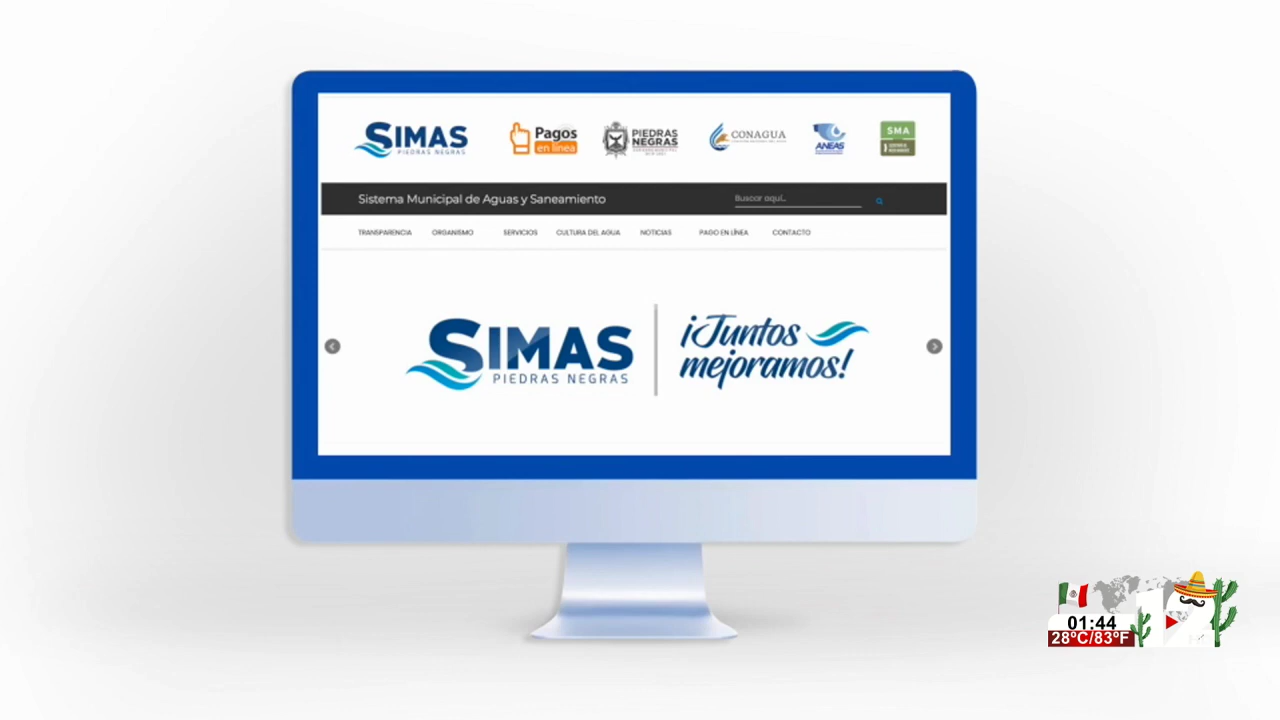 SIMAS
PIEDRAS NEGRAS
Pagos
en línea
PIEDRAS
NEGRAS
CONAGUA
ANEAS
SMA
Sistema Municipal de Aguas y Saneamiento
Buscar aquí...
TRANSPARENCIA ORGANISMO SERVICIOS CULTURA DEL AGUA NOTICIAS PAGO EN LÍNEA CONTACTO
SIMAS
PIEDRAS NEGRAS
¡Juntos
mejoramos!
01:44
28°C/83°F